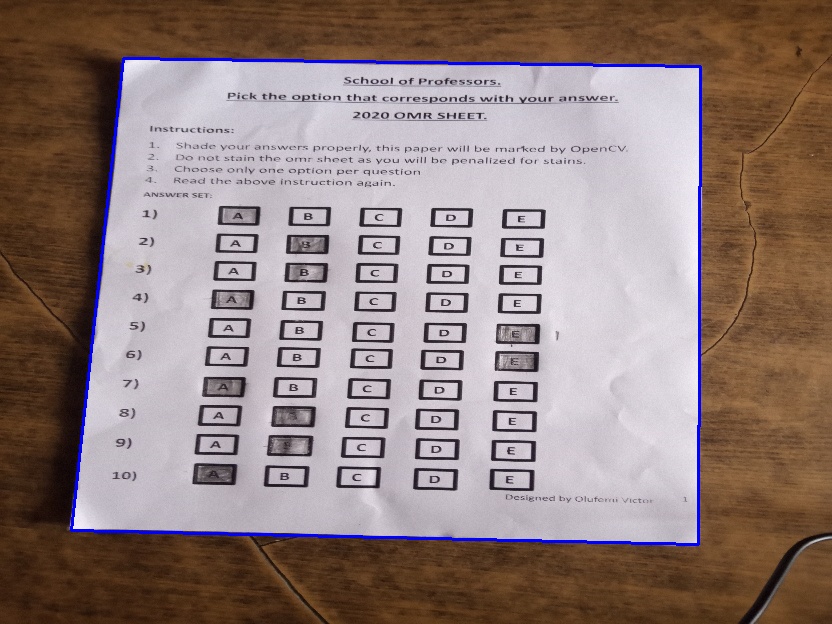 School of Professors.
Pick the option that corresponds with your answer.
2020 OMR SHEET.
Instructions:
1. Shade your answers properly, this paper will be marked by OpenCV.
2. Do not stain the omr sheet as you will be penalized for stains.
3. Choose only one option per question
4. Read the above instruction again.
ANSWER SET:
1) A B C D E
2) A B C D E
3) A B C D E
4) A B C D E
5) A B C D E
6) A B C D E
7) A B C D E
8) A B C D E
9) A B C D E
10) A B C D E
Designed by Olufemi Victor 1